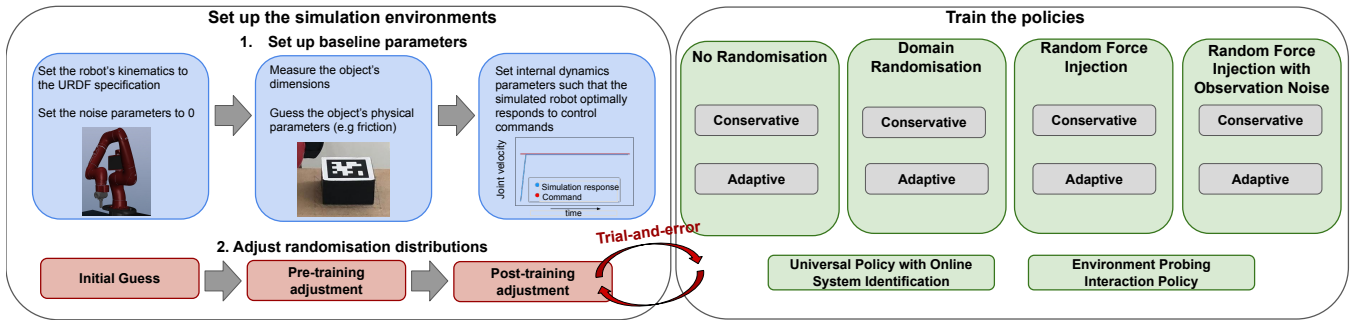 Set up the simulation environments
1. Set up baseline parameters
Set the robot's kinematics to
the URDF specification
Set the noise parameters to 0
Measure the object's
dimensions
Guess the object's physical
parameters (e.g friction)
Set internal dynamics
parameters such that the
simulated robot optimally
responds to control
commands
Joint velocity
Simulation response
Command
time
2. Adjust randomisation distributions
Initial Guess
Pre-training
adjustment
Post-training
adjustment
Trial-and-error
Train the policies
No Randomisation
Conservative
Adaptive
Domain
Randomisation
Conservative
Adaptive
Random Force
Injection
Conservative
Adaptive
Random Force
Injection with
Observation Noise
Conservative
Adaptive
Universal Policy with Online
System Identification
Environment Probing
Interaction Policy